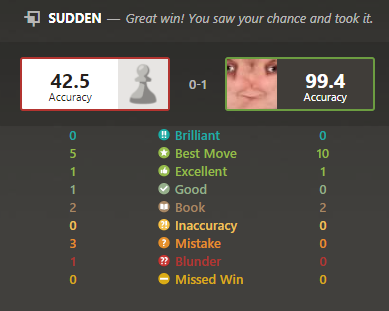 SUDDEN — Great win! You saw your chance and took it.
42.5 0-1 99.4
Accuracy Accuracy
0 !! Brilliant 0
5 Best Move 10
1 Excellent 1
1 Good 0
2 Book 2
0 ?! Inaccuracy 0
3 ? Mistake 0
1 ?? Blunder 0
0 Missed Win 0